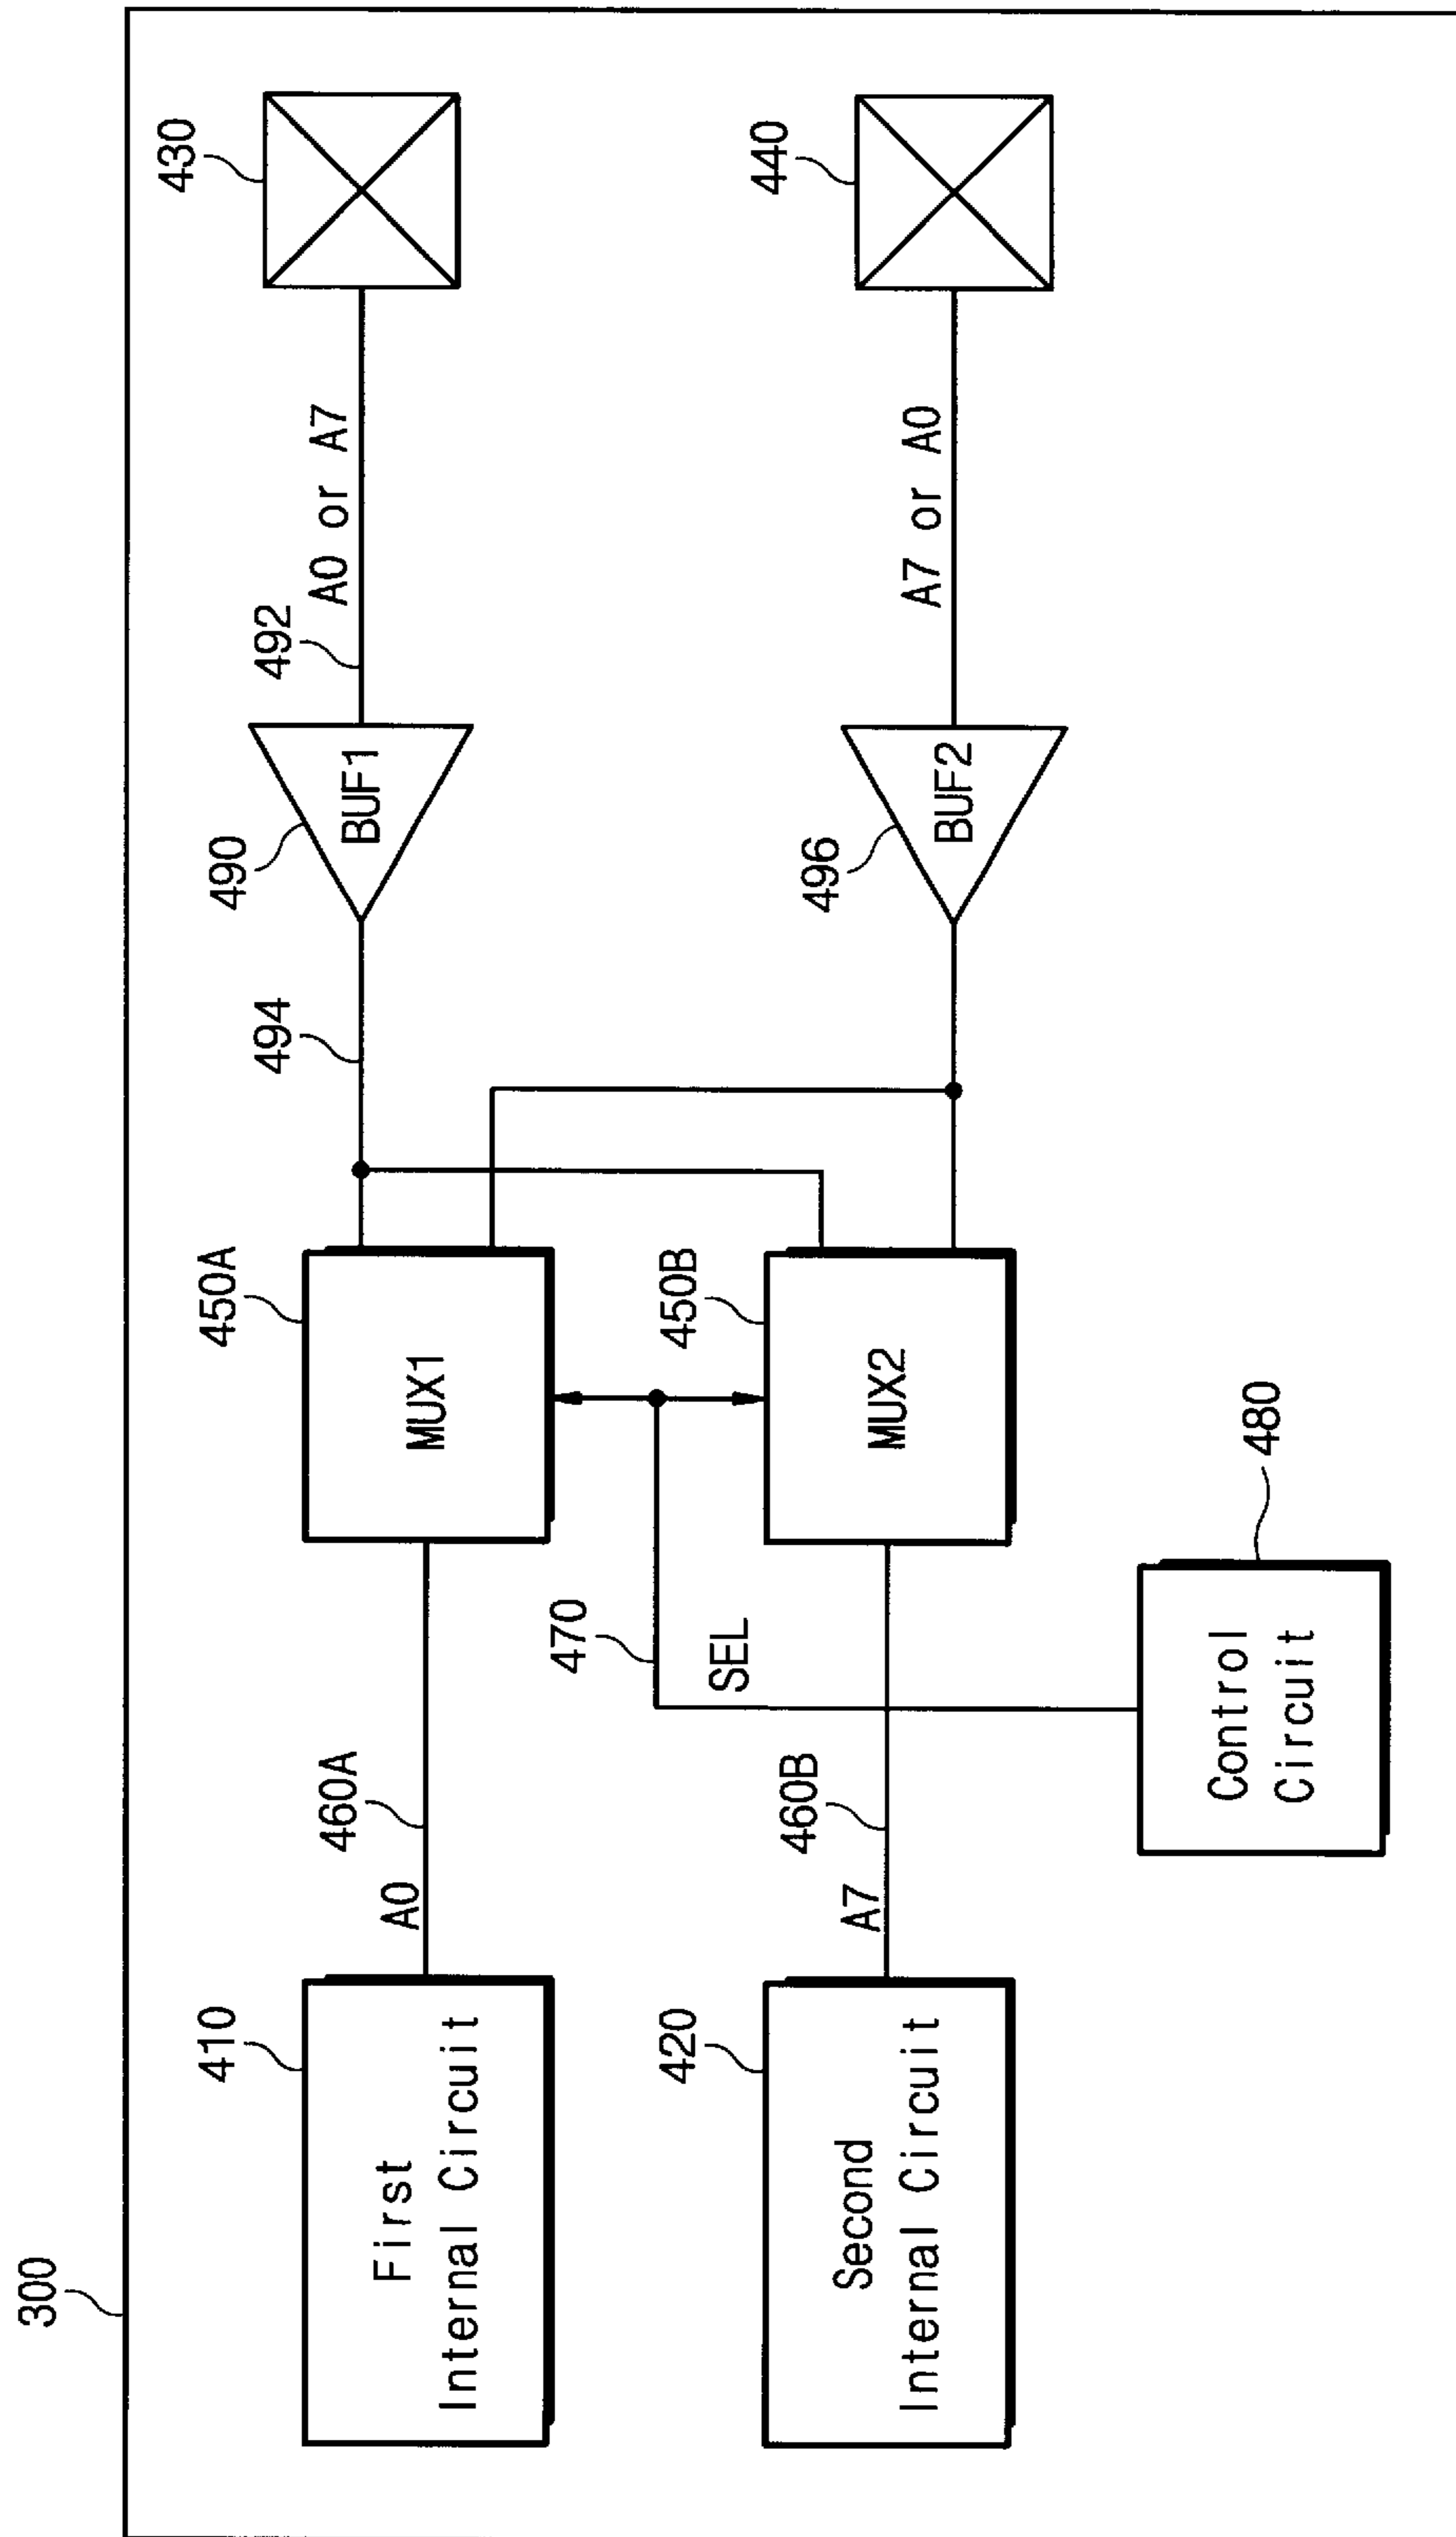 300
410
First
Internal Circuit
A0
460A
450A
MUX1
494
490
BUF1
492
A0 or A7
430
470
SEL
420
Second
Internal Circuit
A7
460B
450B
MUX2
496
BUF2
A7 or A0
440
Control
Circuit
480